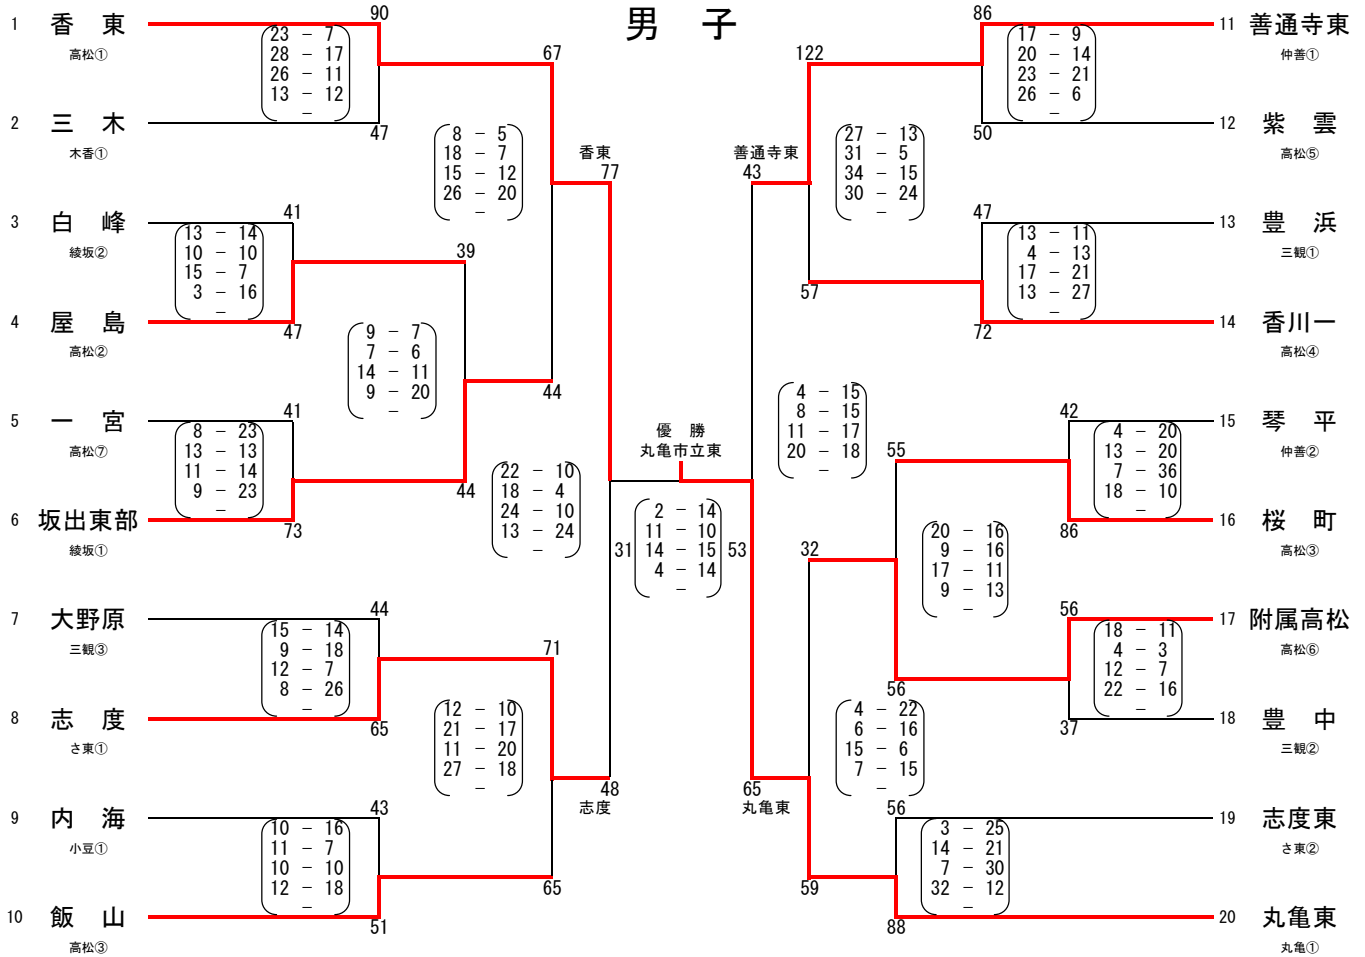 男 子
1 香 東
高松①
2 三 木
木香①
3 白 峰
綾坂②
4 屋 島
高松②
5 一 宮
高松⑦
6 坂出東部
綾坂①
7 大野原
三観③
8 志 度
さ東①
9 内 海
小豆①
10 飯 山
高松③
90
23 - 7
28 - 17
26 - 11
13 - 12
-
47
41
13 - 14
10 - 10
15 - 7
3 - 16
-
47
41
8 - 23
13 - 13
11 - 14
9 - 23
-
73
44
15 - 14
9 - 18
12 - 7
8 - 26
-
65
43
10 - 16
11 - 7
10 - 10
12 - 18
-
51
39
9 - 7
7 - 6
14 - 11
9 - 20
-
44
67
8 - 5
18 - 7
15 - 12
26 - 20
-
44
71
12 - 10
21 - 17
11 - 20
27 - 18
-
65
香東
77
22 - 10
18 - 4
24 - 10
13 - 24
-
48
志度
優 勝
丸亀市立東
31
2 - 14
11 - 10
14 - 15
4 - 14
-
53
善通寺東
43
4 - 15
8 - 15
11 - 17
20 - 18
-
65
丸亀東
122
27 - 13
31 - 5
34 - 15
30 - 24
-
57
32
4 - 22
6 - 16
15 - 6
7 - 15
-
59
55
20 - 16
9 - 16
17 - 11
9 - 13
-
56
86
17 - 9
20 - 14
23 - 21
26 - 6
-
50
47
13 - 11
4 - 13
17 - 21
13 - 27
-
72
42
4 - 20
13 - 20
7 - 36
18 - 10
-
86
56
18 - 11
4 - 3
12 - 7
22 - 16
-
37
56
3 - 25
14 - 21
7 - 30
32 - 12
-
88
11 善通寺東
仲善①
12 紫 雲
高松⑤
13 豊 浜
三観①
14 香川一
高松④
15 琴 平
仲善②
16 桜 町
高松③
17 附属高松
高松⑥
18 豊 中
三観②
19 志度東
さ東②
20 丸亀東
丸亀①